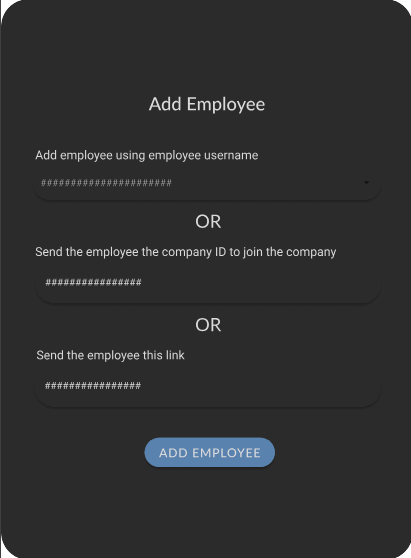 Add Employee
Add employee using employee username
######################
OR
Send the employee the company ID to join the company
################
OR
Send the employee this link
################
ADD EMPLOYEE